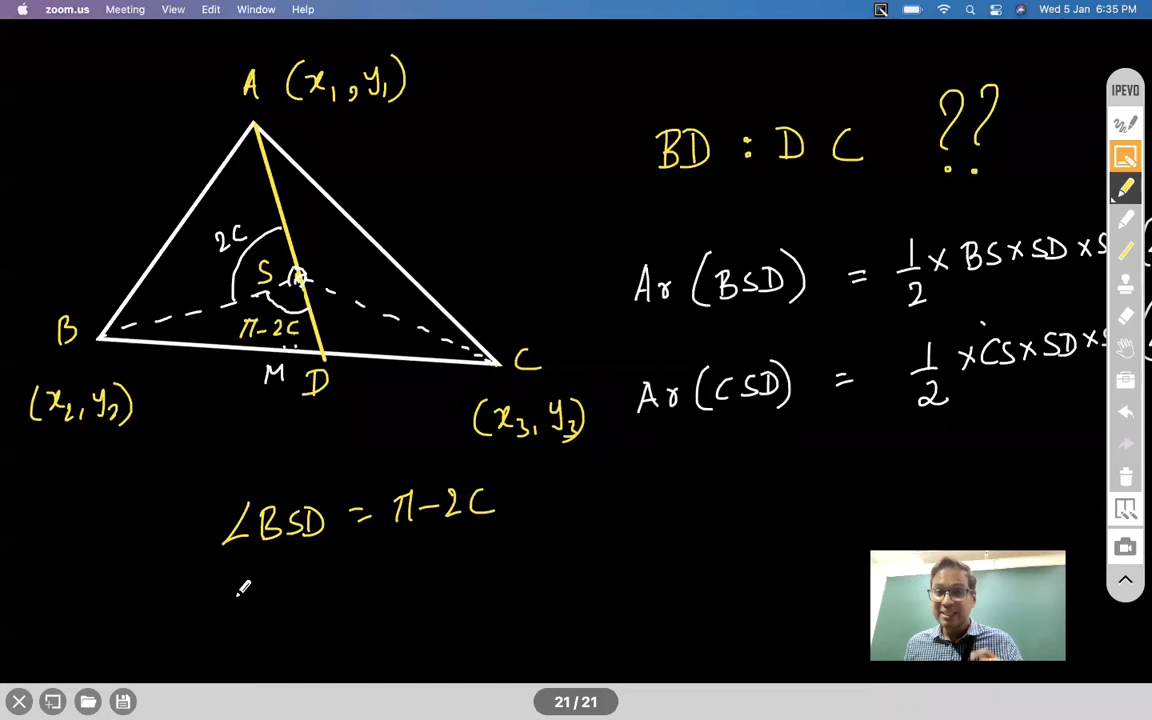 zoom.us Meeting View Edit Window Help Wed 5 Jan 6:35 PM
IPEVO
A (x₁, y₁)
BD : DC ??
2C
S
Ar (BSD) = 1/2 × BS × SD × S
π-2C
B
M
D
C
Ar (CSD) = 1/2 × CS × SD × S
(x₂, y₂)
(x₃, y₃)
∠BSD = π-2C
21 / 21